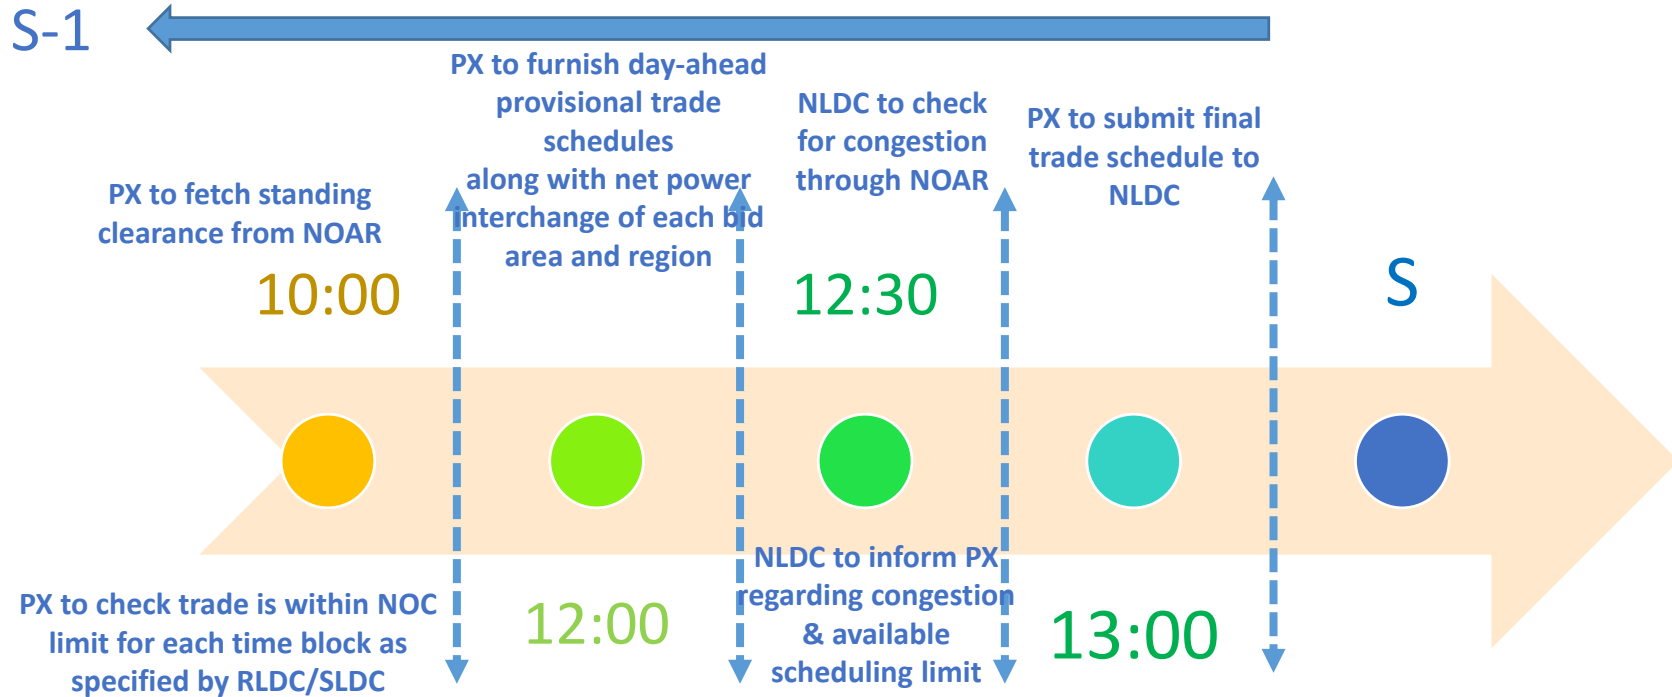 S-1
PX to fetch standing
clearance from NOAR
10:00
PX to check trade is within NOC
limit for each time block as
specified by RLDC/SLDC
PX to furnish day-ahead
provisional trade
schedules
along with net power
interchange of each bid
area and region
12:00
NLDC to check
for congestion
through NOAR
12:30
NLDC to inform PX
regarding congestion
& available
scheduling limit
PX to submit final
trade schedule to
NLDC
13:00
S